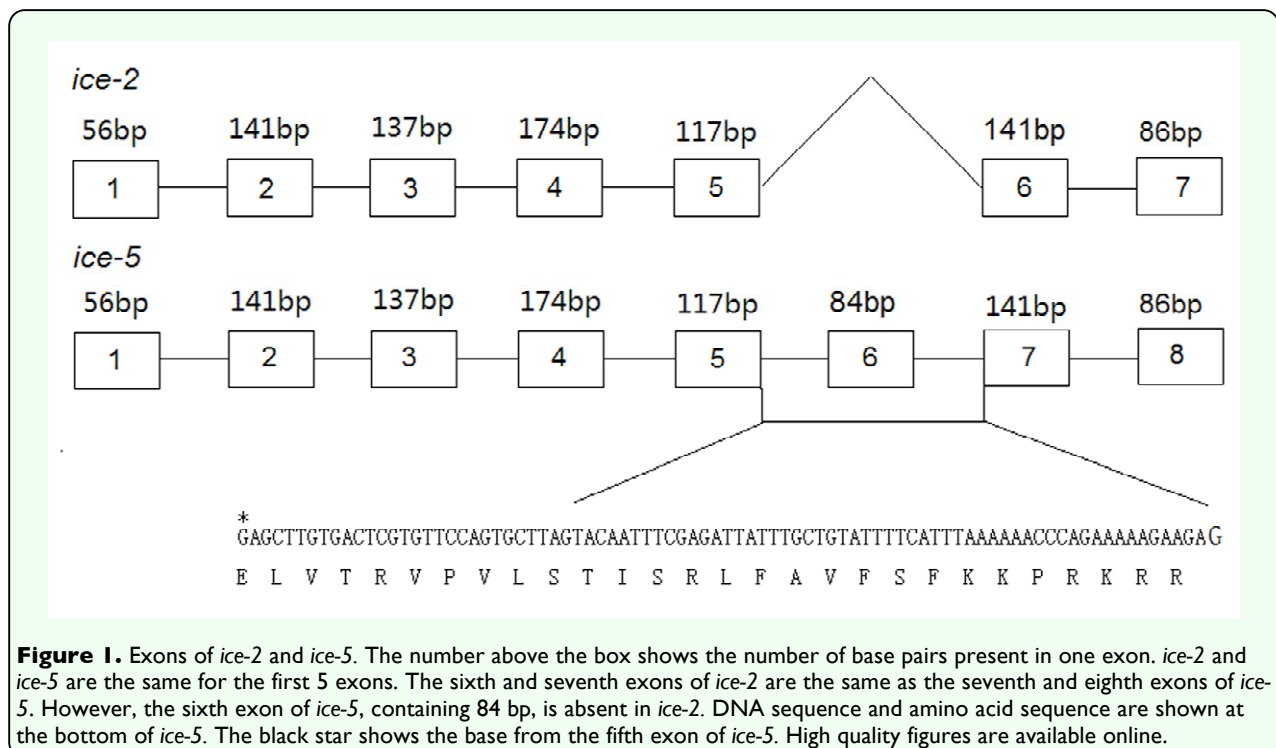 ice-2
56bp 141bp 137bp 174bp 117bp 141bp 86bp
1 2 3 4 5 6 7
ice-5
56bp 141bp 137bp 174bp 117bp 84bp 141bp 86bp
1 2 3 4 5 6 7 8
*
GAGCTTGTGACTCGTGTTCCAGTGCTTAGTACAATTTCGAGATTATTTGCTGTATTTTCATTTAAAAAACCCAGAAAAAGAAGAG
E L V T R V P V L S T I S R L F A V F S F K K P R K R R
Figure 1. Exons of ice-2 and ice-5. The number above the box shows the number of base pairs present in one exon. ice-2 and
ice-5 are the same for the first 5 exons. The sixth and seventh exons of ice-2 are the same as the seventh and eighth exons of ice-
5. However, the sixth exon of ice-5, containing 84 bp, is absent in ice-2. DNA sequence and amino acid sequence are shown at
the bottom of ice-5. The black star shows the base from the fifth exon of ice-5. High quality figures are available online.